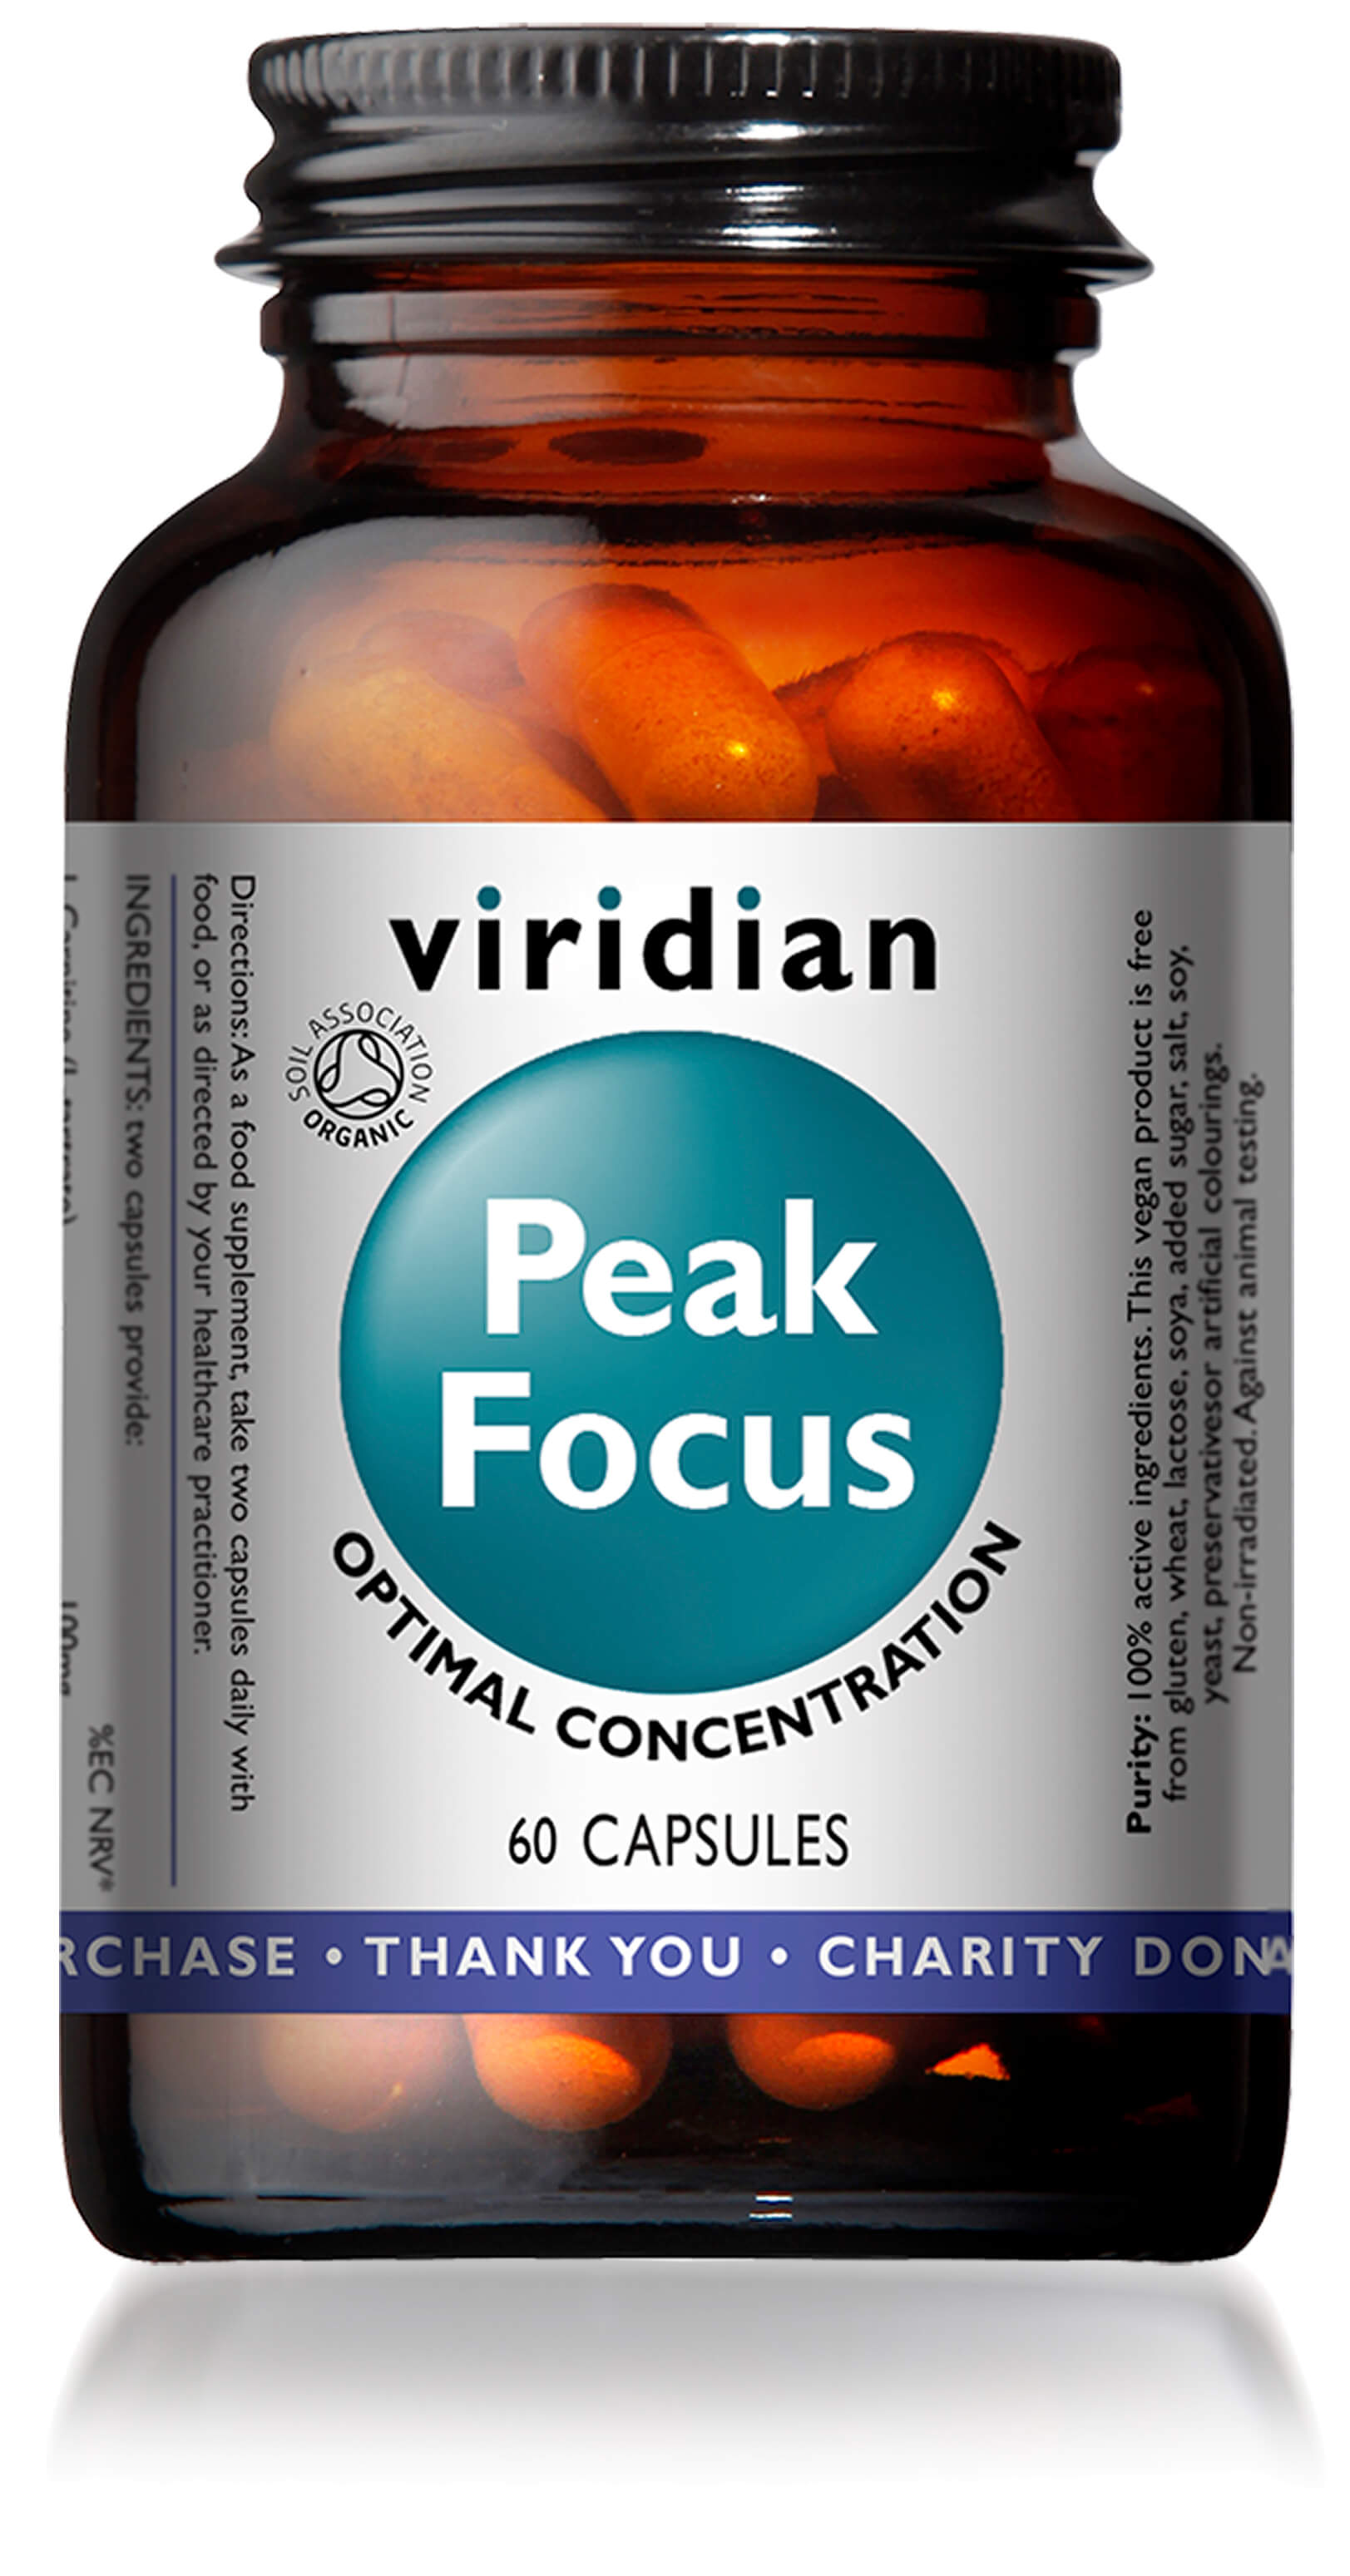 viridian
SOIL ASSOCIATION
ORGANIC
Peak
Focus
OPTIMAL CONCENTRATION
60 CAPSULES
Directions: As a food supplement, take two capsules daily with
food, or as directed by your healthcare practitioner.
INGREDIENTS: two capsules provide:
%EC NRV*
100mg
Purity: 100% active ingredients. This vegan product is free
from gluten, wheat, lactose, soya, added sugar, salt, soy,
yeast, preservativesor artificial colourings.
Non-irradiated. Against animal testing.
RCHASE • THANK YOU • CHARITY DONA